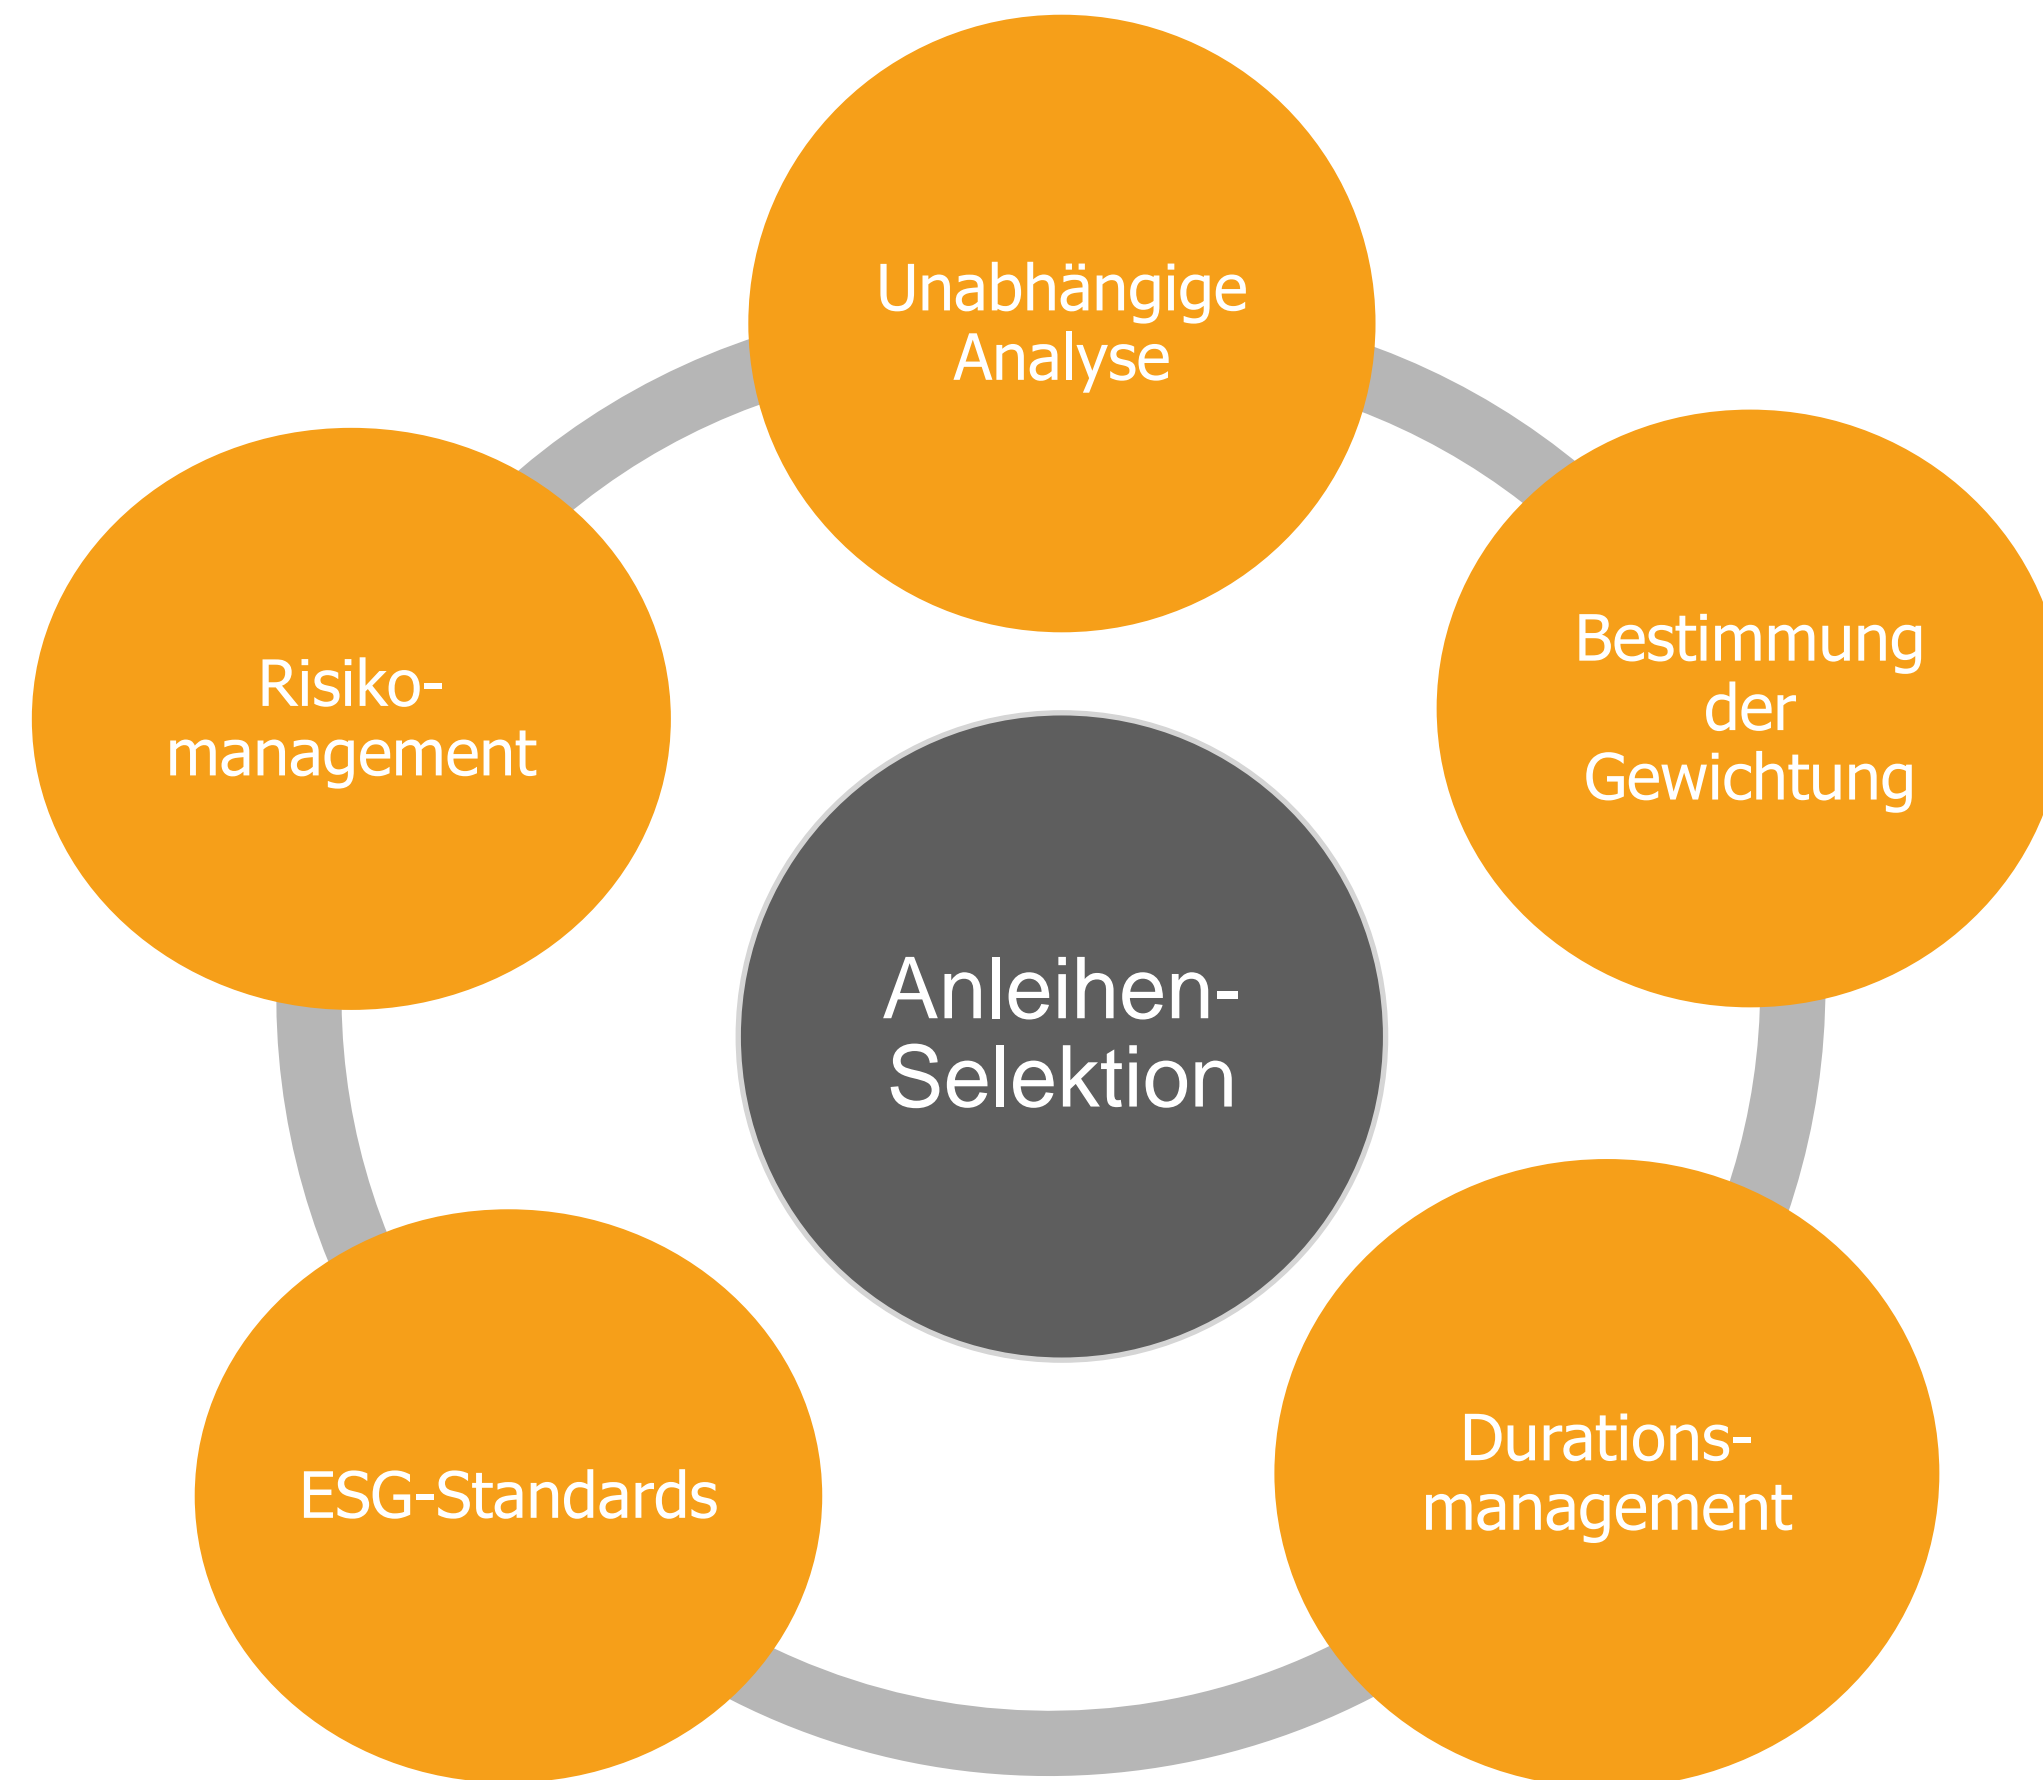 Unabhängige
Analyse
Bestimmung
der
Gewichtung
Durations-
management
ESG-Standards
Risiko-
management
Anleihen-
Selektion